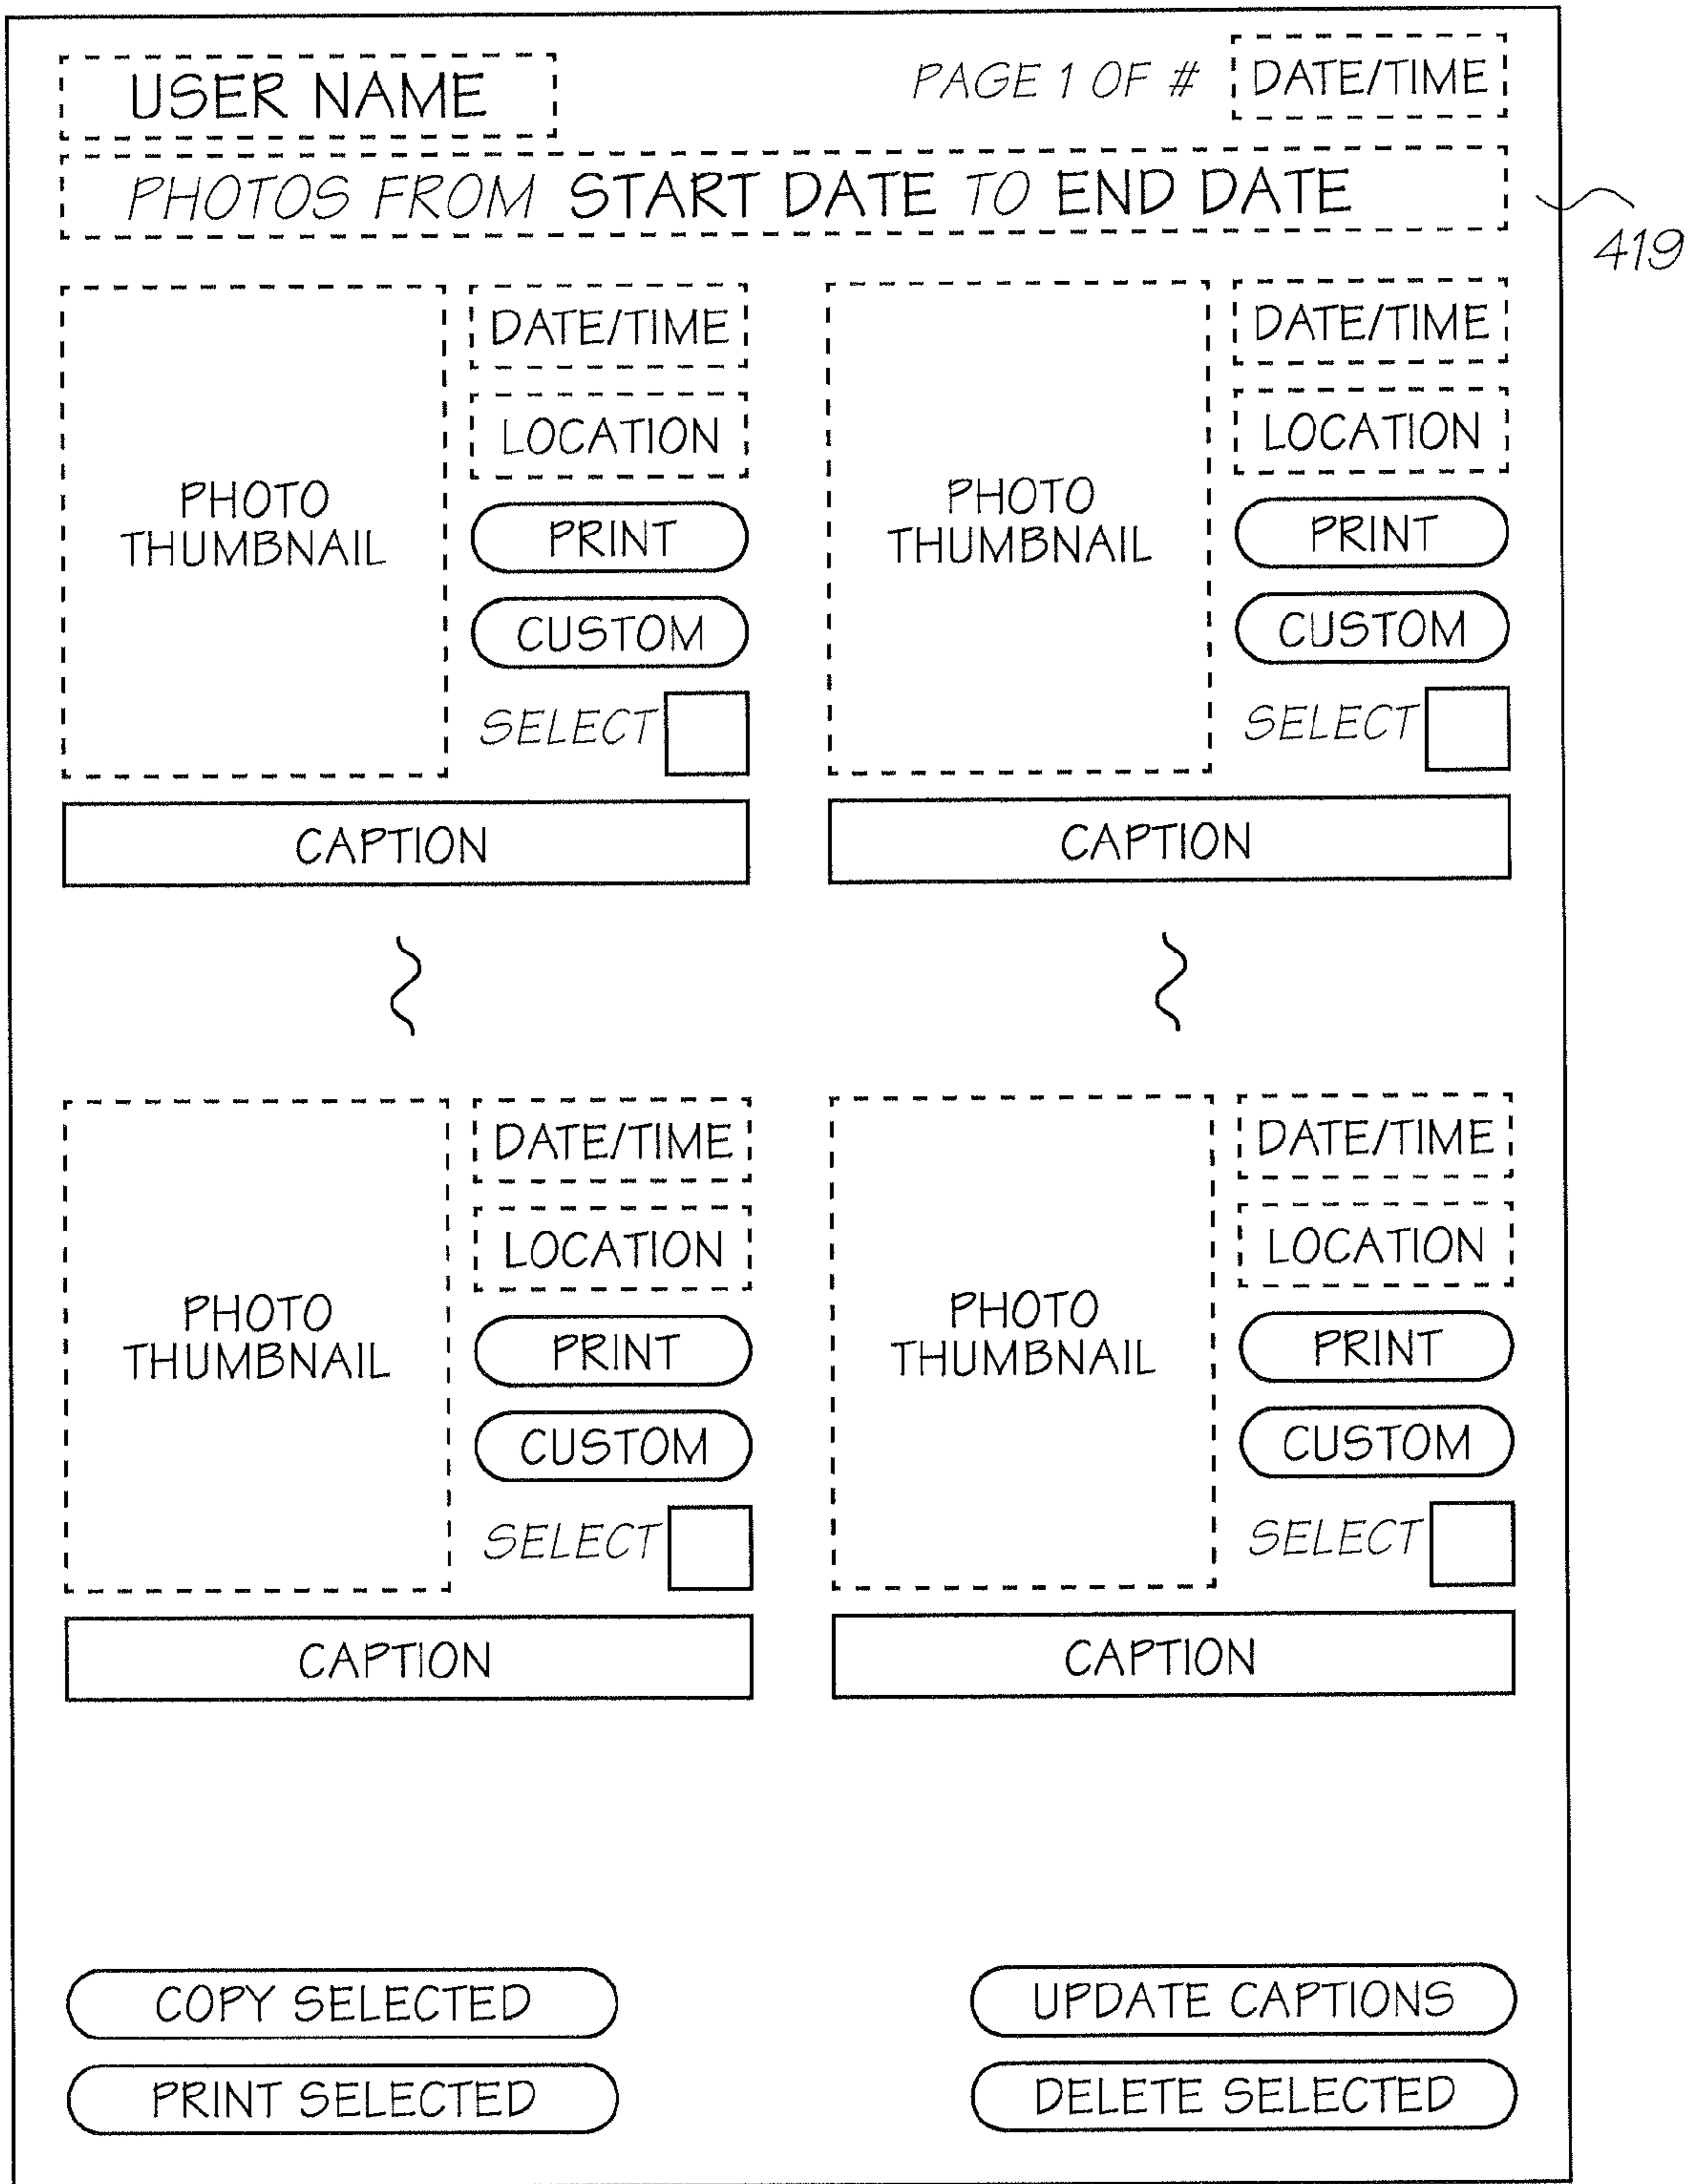 USER NAME
PAGE 1 OF # DATE/TIME
PHOTOS FROM START DATE TO END DATE
419
PHOTO
THUMBNAIL
DATE/TIME
LOCATION
PRINT
CUSTOM
SELECT
CAPTION
PHOTO
THUMBNAIL
DATE/TIME
LOCATION
PRINT
CUSTOM
SELECT
CAPTION
PHOTO
THUMBNAIL
DATE/TIME
LOCATION
PRINT
CUSTOM
SELECT
CAPTION
PHOTO
THUMBNAIL
DATE/TIME
LOCATION
PRINT
CUSTOM
SELECT
CAPTION
COPY SELECTED
UPDATE CAPTIONS
PRINT SELECTED
DELETE SELECTED